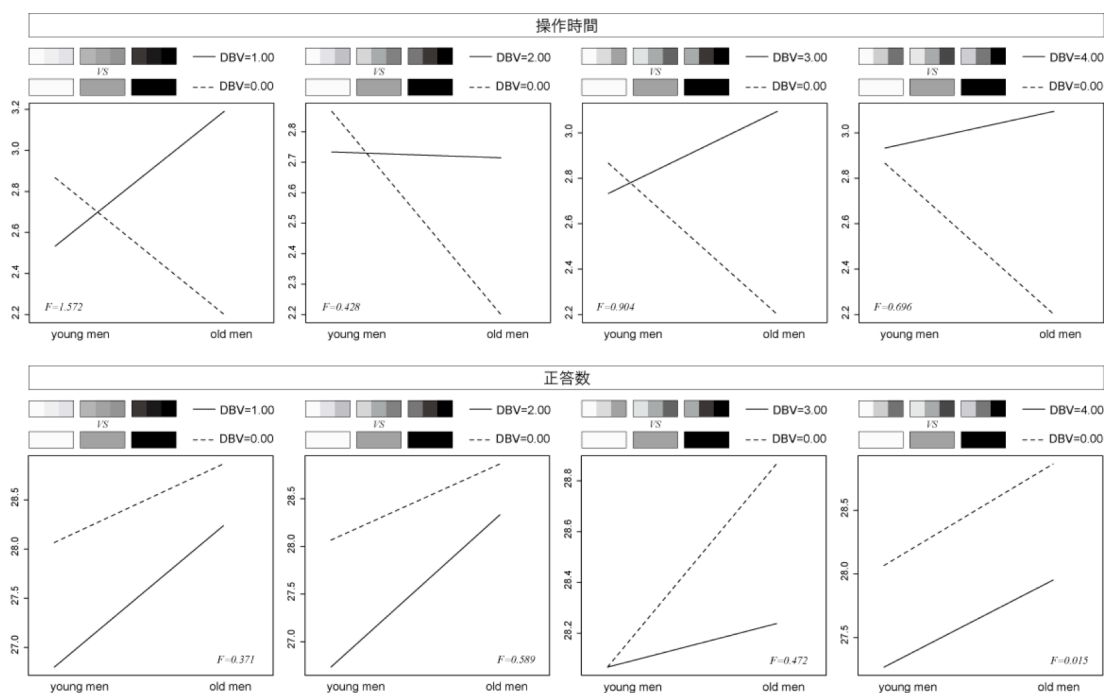 操作時間
DBV=1.00
VS
DBV=0.00
3.2
3.0
2.8
2.6
2.4
2.2
F=1.572
young men old men
DBV=2.00
VS
DBV=0.00
2.8
2.7
2.6
2.5
2.4
2.3
2.2
F=0.428
young men old men
DBV=3.00
VS
DBV=0.00
3.0
2.8
2.6
2.4
2.2
F=0.904
young men old men
DBV=4.00
VS
DBV=0.00
3.0
2.8
2.6
2.4
2.2
F=0.696
young men old men
正答数
DBV=1.00
VS
DBV=0.00
28.5
28.0
27.5
27.0
F=0.371
young men old men
DBV=2.00
VS
DBV=0.00
28.5
28.0
27.5
27.0
F=0.589
young men old men
DBV=3.00
VS
DBV=0.00
28.8
28.6
28.4
28.2
F=0.472
young men old men
DBV=4.00
VS
DBV=0.00
28.5
28.0
27.5
F=0.015
young men old men